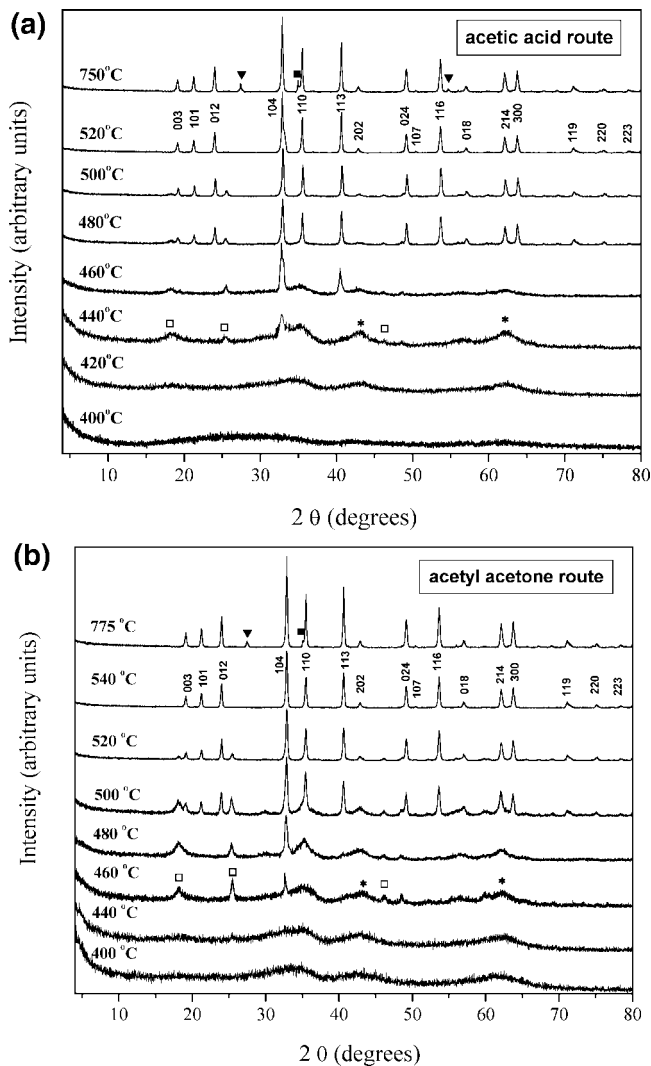 (a)
acetic acid route
750°C
003
101
012
104
110
113
202
024
107
116
018
214
300
119
220
223
520°C
500°C
480°C
460°C
440°C
420°C
400°C
Intensity (arbitrary units)
10 20 30 40 50 60 70 80
2 θ (degrees)
(b)
acetyl acetone route
775 °C
003
101
012
104
110
113
202
024
107
116
018
214
300
119
220
223
540 °C
520 °C
500 °C
480 °C
460 °C
440 °C
400 °C
Intensity (arbitrary units)
10 20 30 40 50 60 70 80
2 θ (degrees)